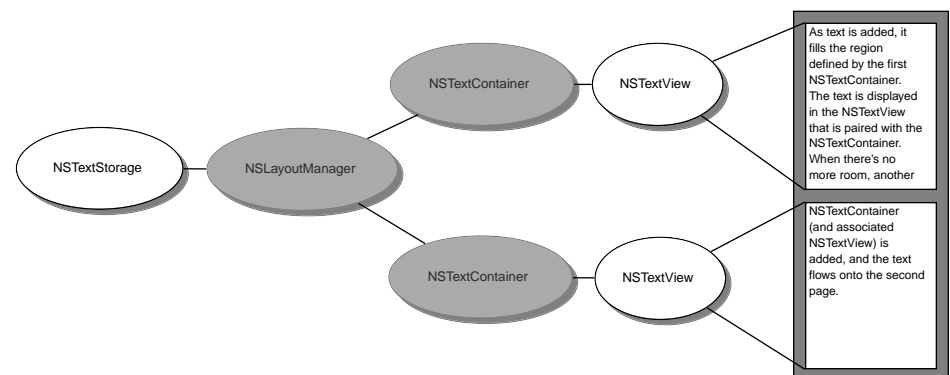 NSTextStorage
NSLayoutManager
NSTextContainer
NSTextView
As text is added, it
fills the region
defined by the first
NSTextContainer.
The text is displayed
in the NSTextView
that is paired with the
NSTextContainer.
When there's no
more room, another
NSTextContainer
NSTextView
NSTextContainer
(and associated
NSTextView) is
added, and the text
flows onto the second
page.